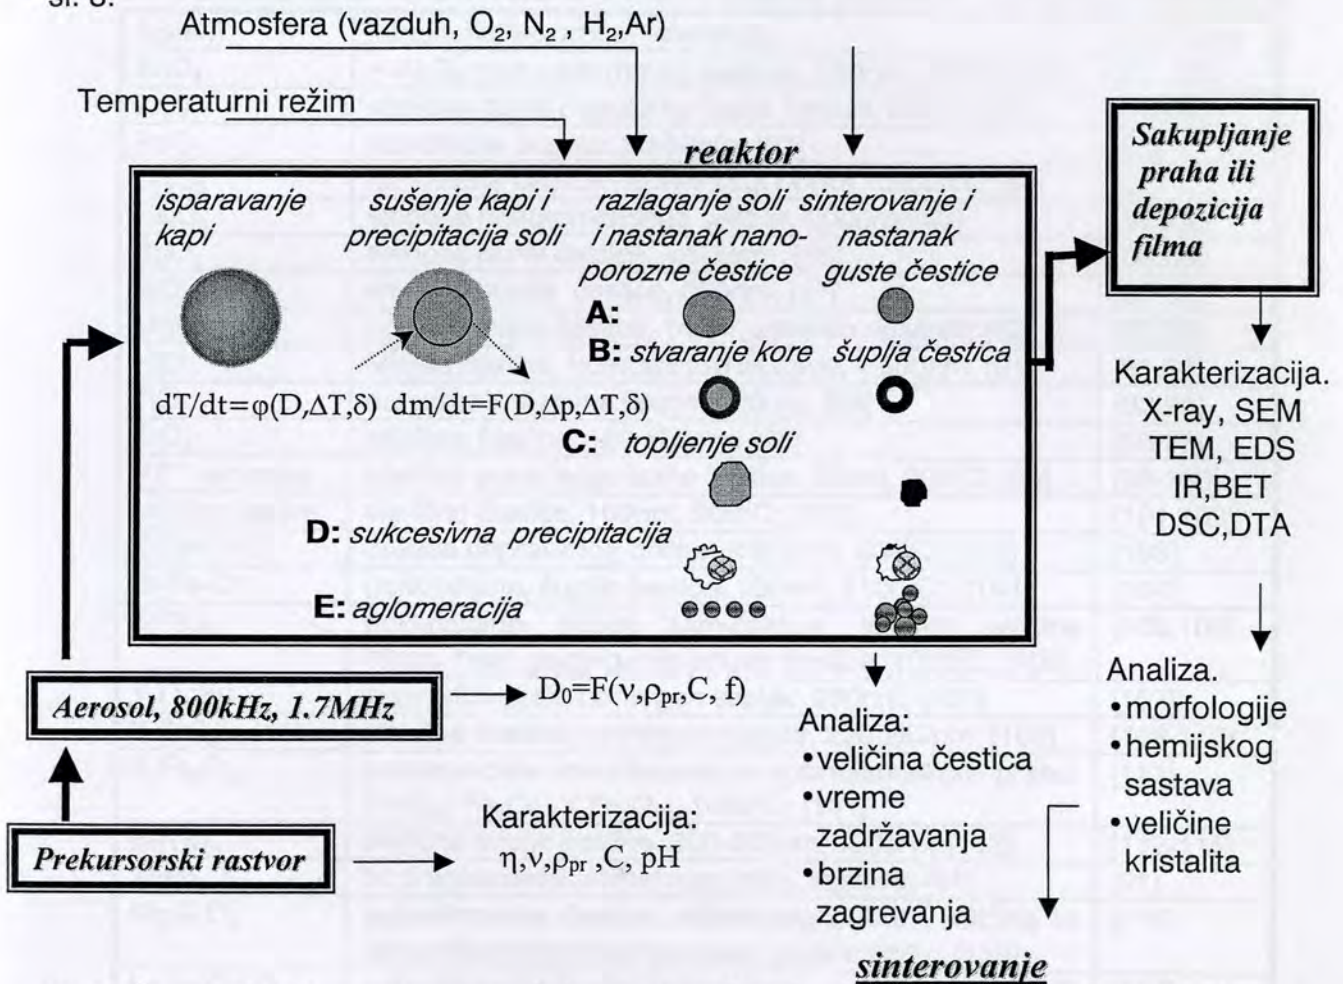 sl. 8.
Atmosfera (vazduh, O₂, N₂ , H₂,Ar)
Temperaturni režim
reaktor
isparavanje kapi
sušenje kapi i precipitacija soli
razlaganje soli i nastanak nano-porozne čestice
sinterovanje i nastanak guste čestice
A:
B: stvaranje kore šuplja čestica
dT/dt=φ(D,ΔT,δ) dm/dt=F(D,Δp,ΔT,δ)
C: topljenje soli
D: sukcesivna precipitacija
E: aglomeracija
Sakupljanje
praha ili
depozicija
filma
Karakterizacija.
X-ray, SEM
TEM, EDS
IR,BET
DSC,DTA
Analiza.
•morfologije
•hemijskog
sastava
•veličine
kristalita
Aerosol, 800kHz, 1.7MHz
D₀=F(ν,ρpr,C, f)
Analiza:
•veličina čestica
•vreme
zadržavanja
•brzina
zagrevanja
Prekursorski rastvor
Karakterizacija:
η,ν,ρpr ,C, pH
sinterovanje